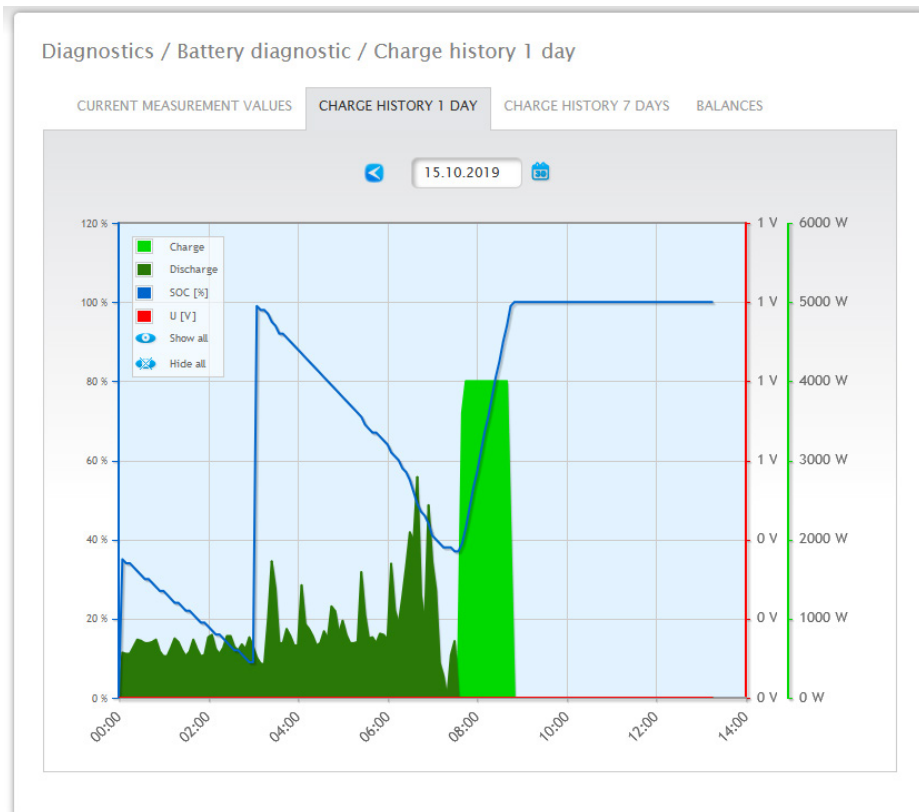 Diagnostics / Battery diagnostic / Charge history 1 day
CURRENT MEASUREMENT VALUES CHARGE HISTORY 1 DAY CHARGE HISTORY 7 DAYS BALANCES
15.10.2019 30
120 % 1 V 6000 W
Charge
Discharge
SOC [%]
U [V]
Show all
Hide all
100 % 1 V 5000 W
80 % 1 V 4000 W
60 % 1 V 3000 W
40 % 0 V 2000 W
20 % 0 V 1000 W
0 % 0 V 0 W
00:00 02:00 04:00 06:00 08:00 10:00 12:00 14:00